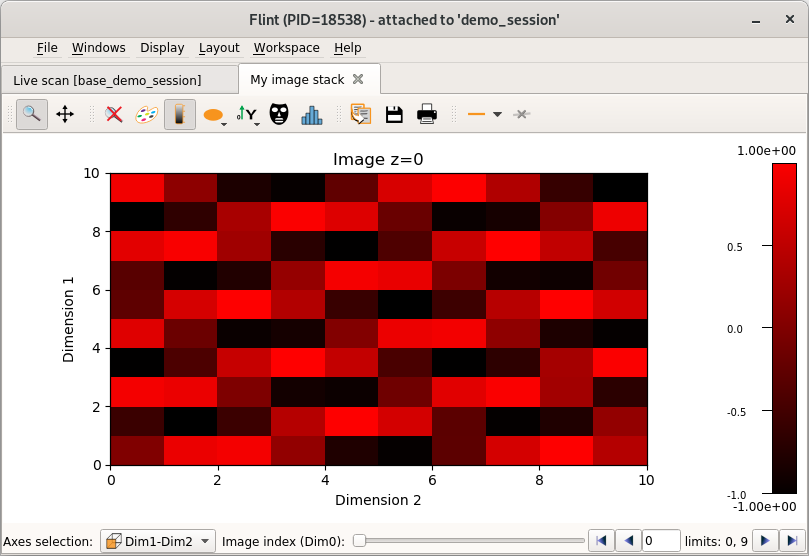 Flint (PID=18538) - attached to 'demo_session'
File Windows Display Layout Workspace Help
Live scan [base_demo_session] My image stack
Y
Image z=0
1.00e+00
10
8
6
4
2
0
Dimension 1
0 2 4 6 8 10
Dimension 2
0.5
0.0
-0.5
-1.0
-1.00e+00
Axes selection: Dim1-Dim2 Image index (Dim0): 0 limits: 0, 9